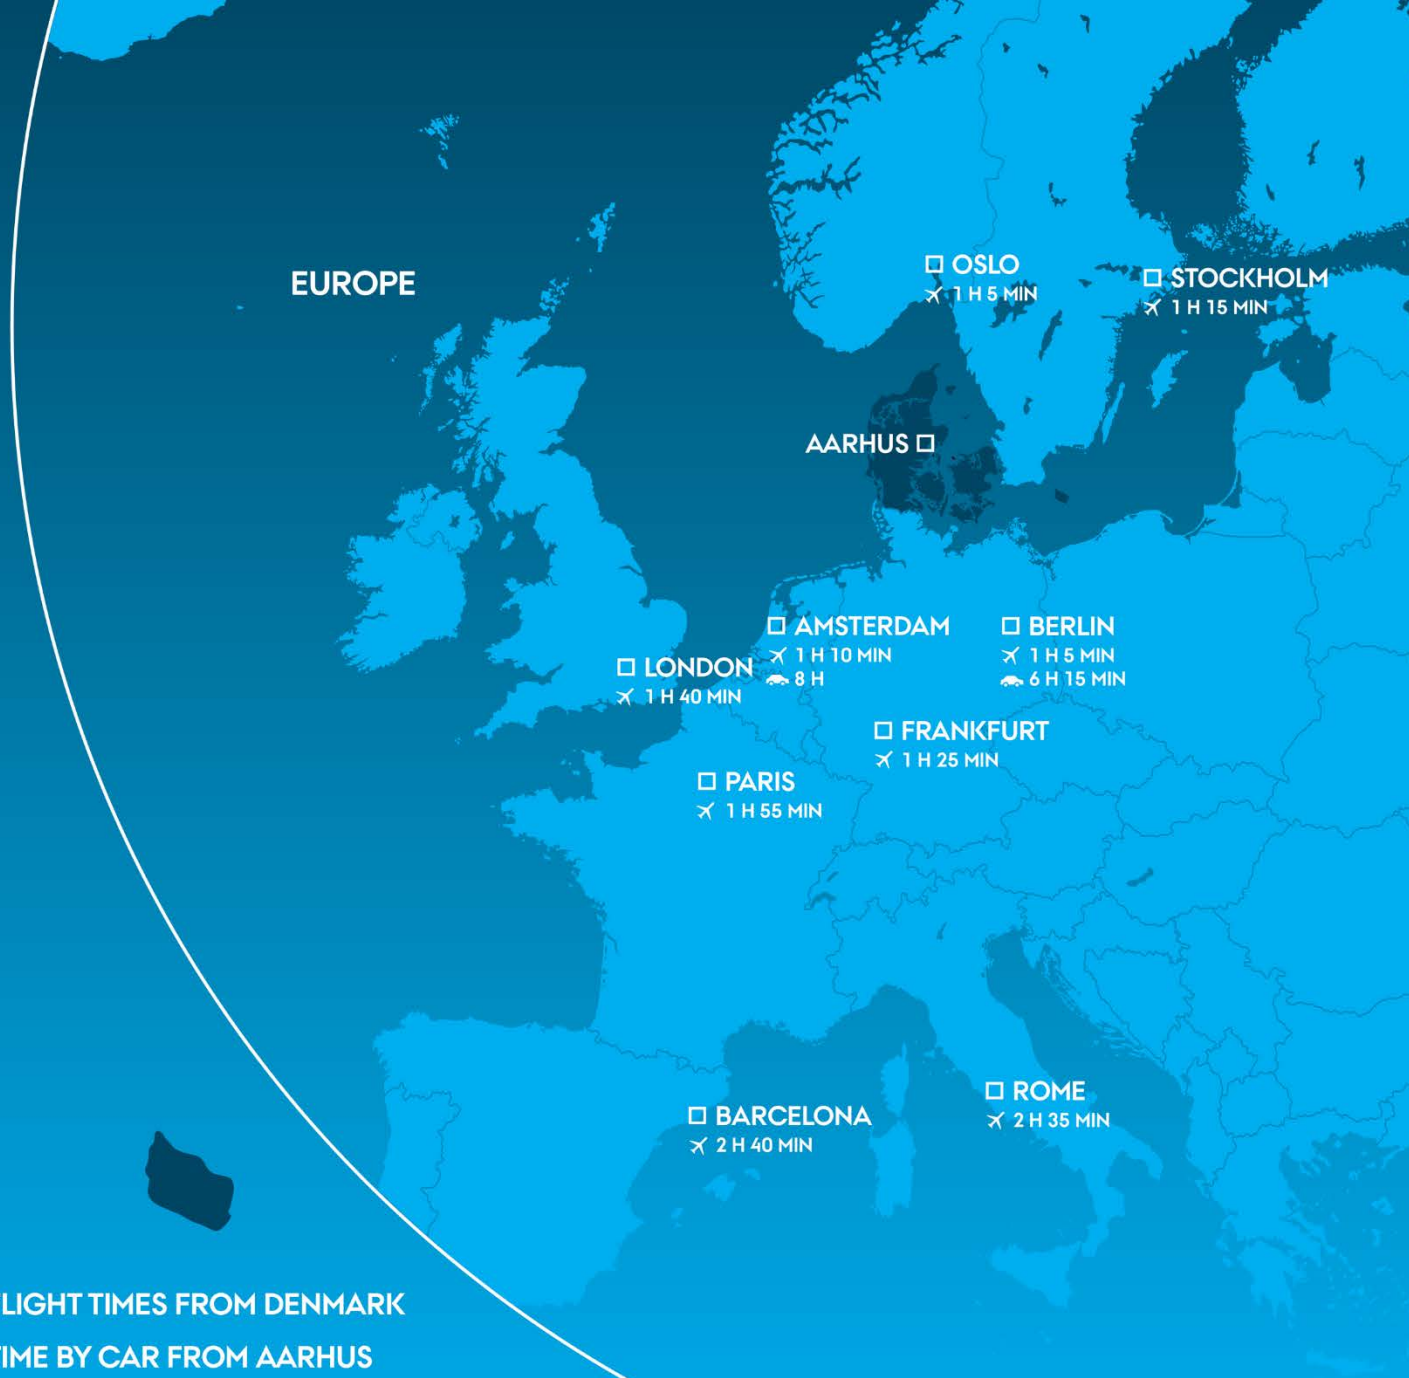 EUROPE
OSLO
1 H 5 MIN
STOCKHOLM
1 H 15 MIN
AARHUS
AMSTERDAM
1 H 10 MIN
8 H
BERLIN
1 H 5 MIN
6 H 15 MIN
LONDON
1 H 40 MIN
FRANKFURT
1 H 25 MIN
PARIS
1 H 55 MIN
ROME
2 H 35 MIN
BARCELONA
2 H 40 MIN
LIGHT TIMES FROM DENMARK
TIME BY CAR FROM AARHUS